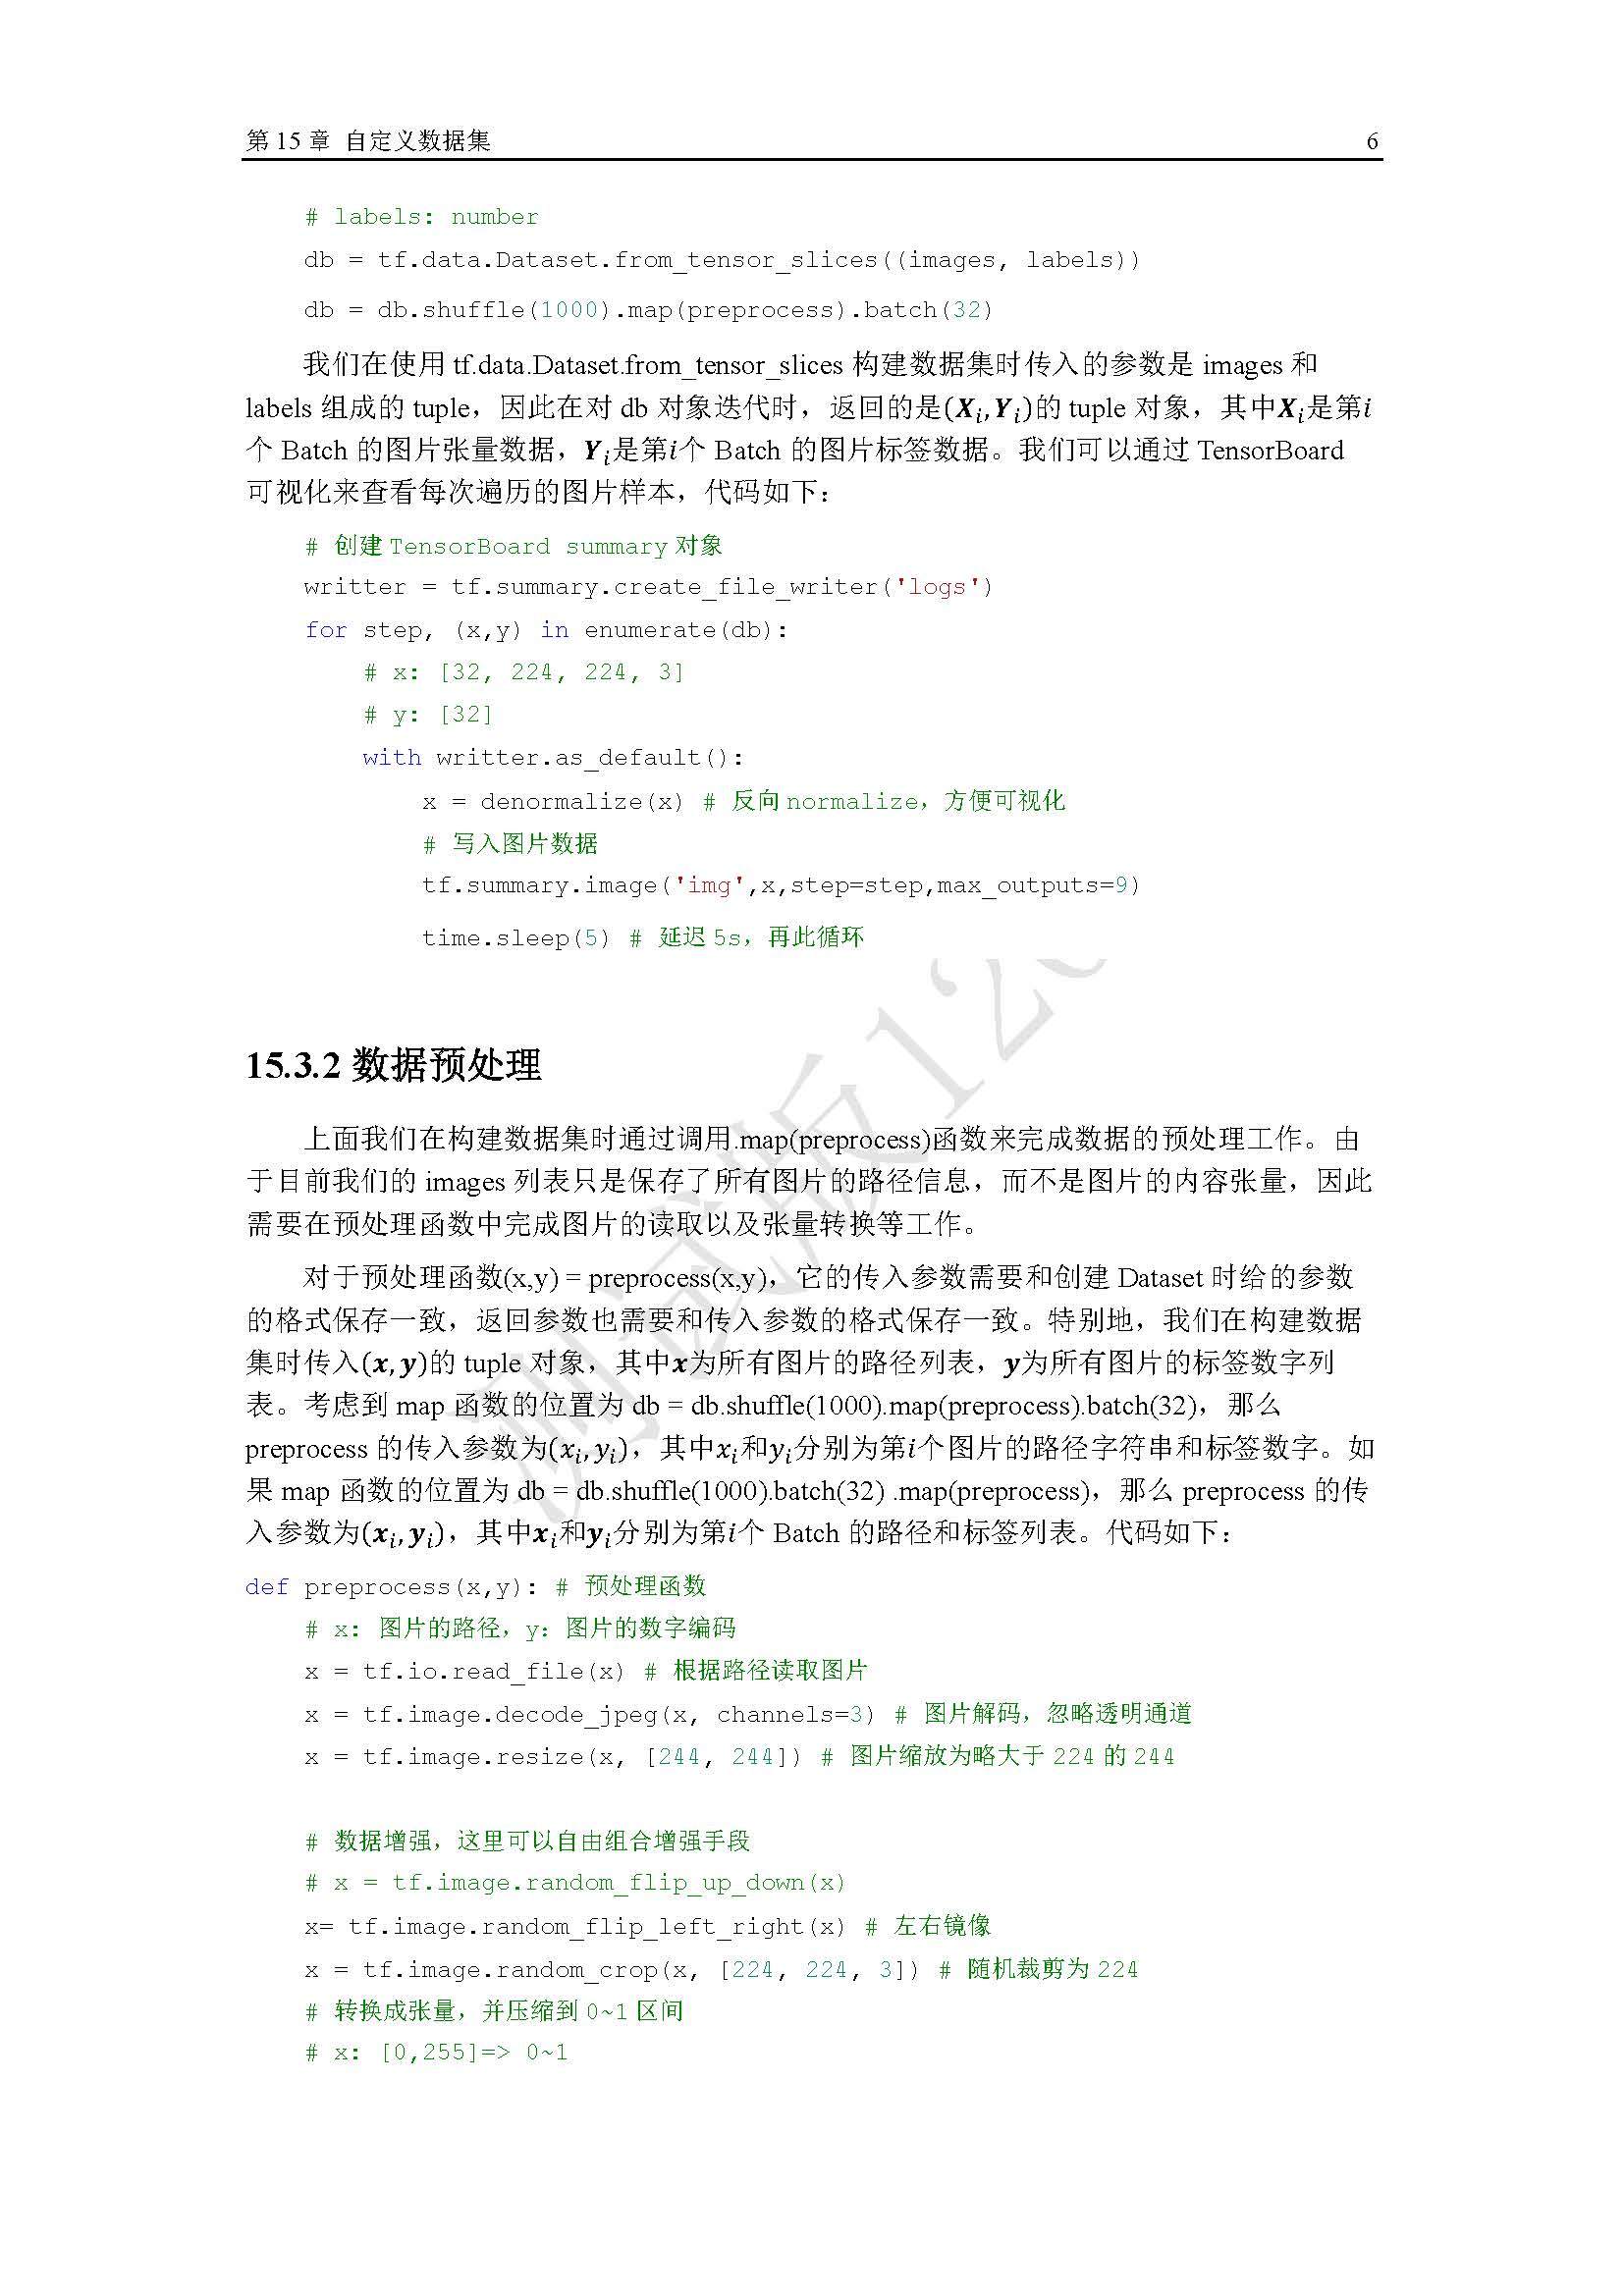 第 15 章 自定义数据集 6
# labels: number
db = tf.data.Dataset.from_tensor_slices((images, labels))
db = db.shuffle(1000).map(preprocess).batch(32)
我们在使用 tf.data.Dataset.from_tensor_slices 构建数据集时传入的参数是 images 和
labels 组成的 tuple，因此在对 db 对象迭代时，返回的是(Xᵢ, Yᵢ)的 tuple 对象，其中Xᵢ是第i
个 Batch 的图片张量数据，Yᵢ是第i个 Batch 的图片标签数据。我们可以通过 TensorBoard
可视化来查看每次遍历的图片样本，代码如下：
# 创建 TensorBoard summary 对象
writter = tf.summary.create_file_writer('logs')
for step, (x,y) in enumerate(db):
# x: [32, 224, 224, 3]
# y: [32]
with writter.as_default():
x = denormalize(x) # 反向 normalize，方便可视化
# 写入图片数据
tf.summary.image('img',x,step=step,max_outputs=9)
time.sleep(5) # 延迟 5s，再此循环
15.3.2 数据预处理
上面我们在构建数据集时通过调用.map(preprocess)函数来完成数据的预处理工作。由
于目前我们的 images 列表只是保存了所有图片的路径信息，而不是图片的内容张量，因此
需要在预处理函数中完成图片的读取以及张量转换等工作。
对于预处理函数(x,y) = preprocess(x,y)，它的传入参数需要和创建 Dataset 时给的参数
的格式保存一致，返回参数也需要和传入参数的格式保存一致。特别地，我们在构建数据
集时传入(x, y)的 tuple 对象，其中x为所有图片的路径列表，y为所有图片的标签数字列
表。考虑到 map 函数的位置为 db = db.shuffle(1000).map(preprocess).batch(32)，那么
preprocess 的传入参数为(xᵢ, yᵢ)，其中xᵢ和yᵢ分别为第i个图片的路径字符串和标签数字。如
果 map 函数的位置为 db = db.shuffle(1000).batch(32) .map(preprocess)，那么 preprocess 的传
入参数为(xᵢ, yᵢ)，其中xᵢ和yᵢ分别为第i个 Batch 的路径和标签列表。代码如下：
def preprocess(x,y): # 预处理函数
# x: 图片的路径，y：图片的数字编码
x = tf.io.read_file(x) # 根据路径读取图片
x = tf.image.decode_jpeg(x, channels=3) # 图片解码，忽略透明通道
x = tf.image.resize(x, [244, 244]) # 图片缩放为略大于 224 的 244
# 数据增强，这里可以自由组合增强手段
# x = tf.image.random_flip_up_down(x)
x= tf.image.random_flip_left_right(x) # 左右镜像
x = tf.image.random_crop(x, [224, 224, 3]) # 随机裁剪为 224
# 转换成张量，并压缩到 0~1 区间
# x: [0,255]=> 0~1